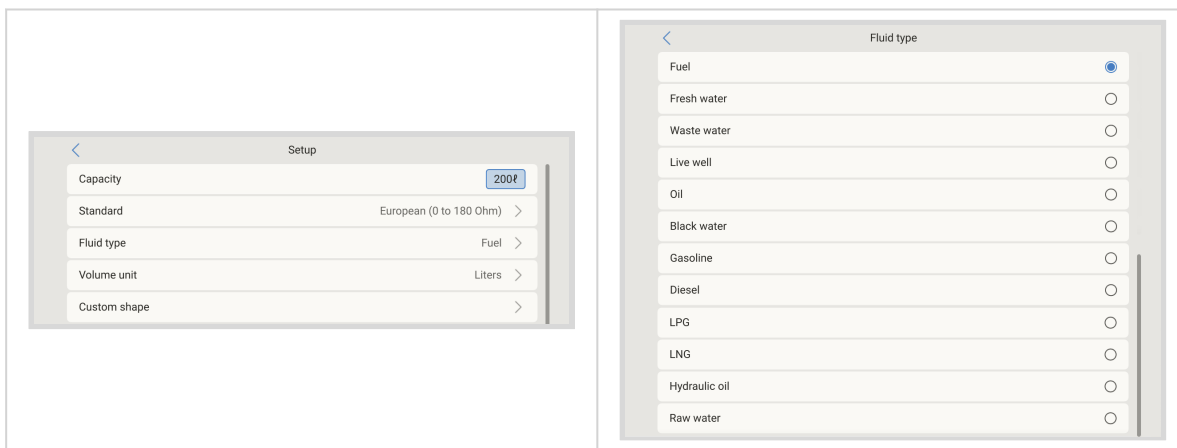 Setup
Capacity 200ℓ
Standard European (0 to 180 Ohm)
Fluid type Fuel
Volume unit Liters
Custom shape
Fluid type
Fuel
Fresh water
Waste water
Live well
Oil
Black water
Gasoline
Diesel
LPG
LNG
Hydraulic oil
Raw water